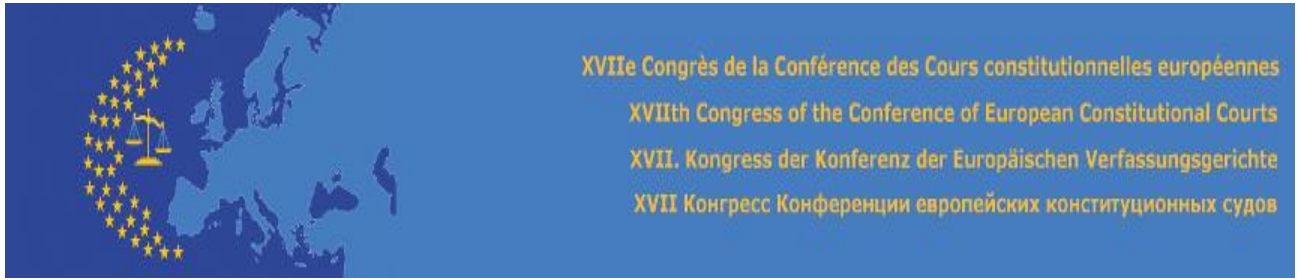 XVIIe Congrès de la Conférence des Cours constitutionnelles européennes
XVIIth Congress of the Conference of European Constitutional Courts
XVII. Kongress der Konferenz der Europäischen Verfassungsgerichte
XVII Конгресс Конференции европейских конституционных судов